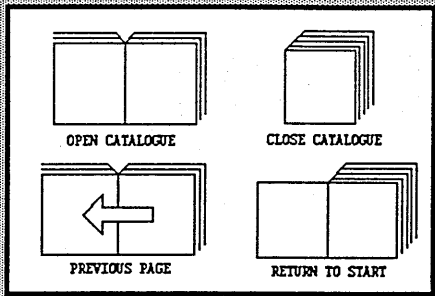 OPEN CATALOGUE
CLOSE CATALOGUE
PREVIOUS PAGE
RETURN TO START